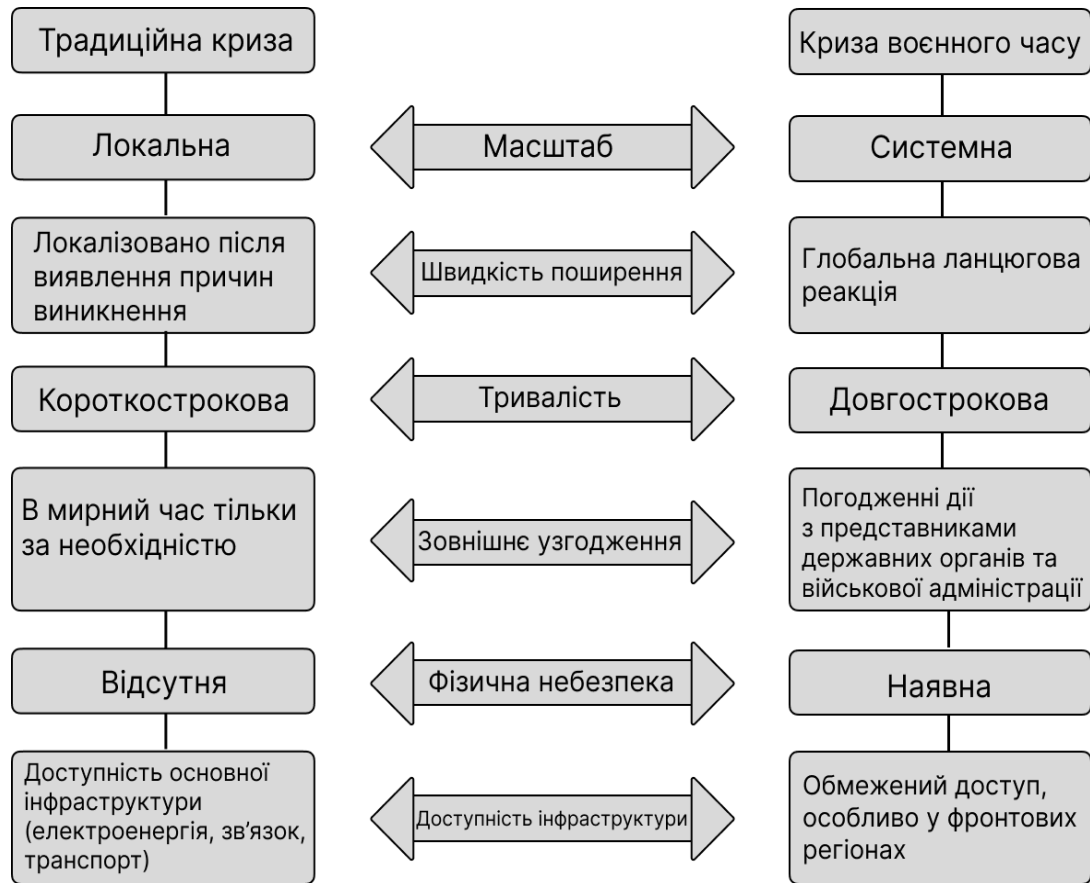 Традиційна криза
Криза воєнного часу
Локальна
Масштаб
Системна
Локалізовано після
виявлення причин
виникнення
Швидкість поширення
Глобальна ланцюгова
реакція
Короткострокова
Тривалість
Довгострокова
В мирний час тільки
за необхідністю
Зовнішнє узгодження
Погодженні дії
з представниками
державних органів та
військової адміністрації
Відсутня
Фізична небезпека
Наявна
Доступність основної
інфраструктури
(електроенергія, зв’язок,
транспорт)
Доступність інфраструктури
Обмежений доступ,
особливо у фронтових
регіонах